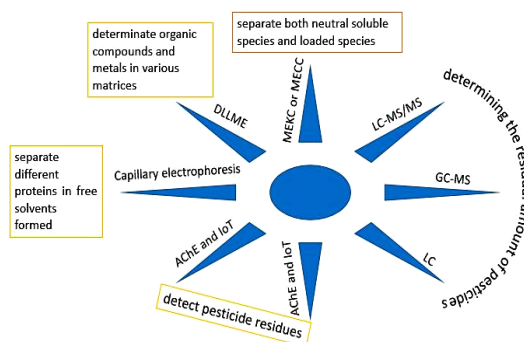 determinate organic
compounds and
metals in various
matrices
separate both neutral soluble
species and loaded species
DLLME
MEKC or MECC
LC-MS/MS
determining the residual amount of pesticides
separate
different
proteins in free
solvents
formed
Capillary electrophoresis
GC-MS
AChE and IoT
AChE and IoT
LC
detect pesticide residues